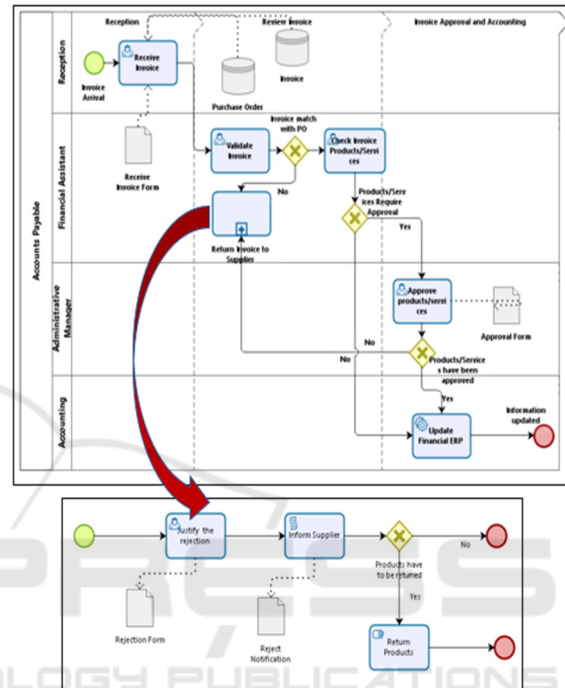 Reception
Review Invoice
Invoice Approval and Accounting
Accounts Payable
Reception
Invoice
Arrival
Receive
Invoice
Purchase Order
Invoice
Receive
Invoice Form
Financial Assistant
Validate
Invoice
Invoice match
with PO
Check Invoice
Products/Servi
ces
No
Return Invoice to
Supplier
Products/Serv
ices Require
Approval
Yes
Administrative
Manager
Approve
products/servi
ces
Approval Form
No
No
Products/Service
s have been
approved
Yes
Accounting
Update
Financial ERP
Information
updated
Justify the
rejection
Inform Supplier
No
Products have
to be returned
Yes
Rejection Form
Reject
Notification
Return
Products
PRESS
OLOGY PUBLICATIONS